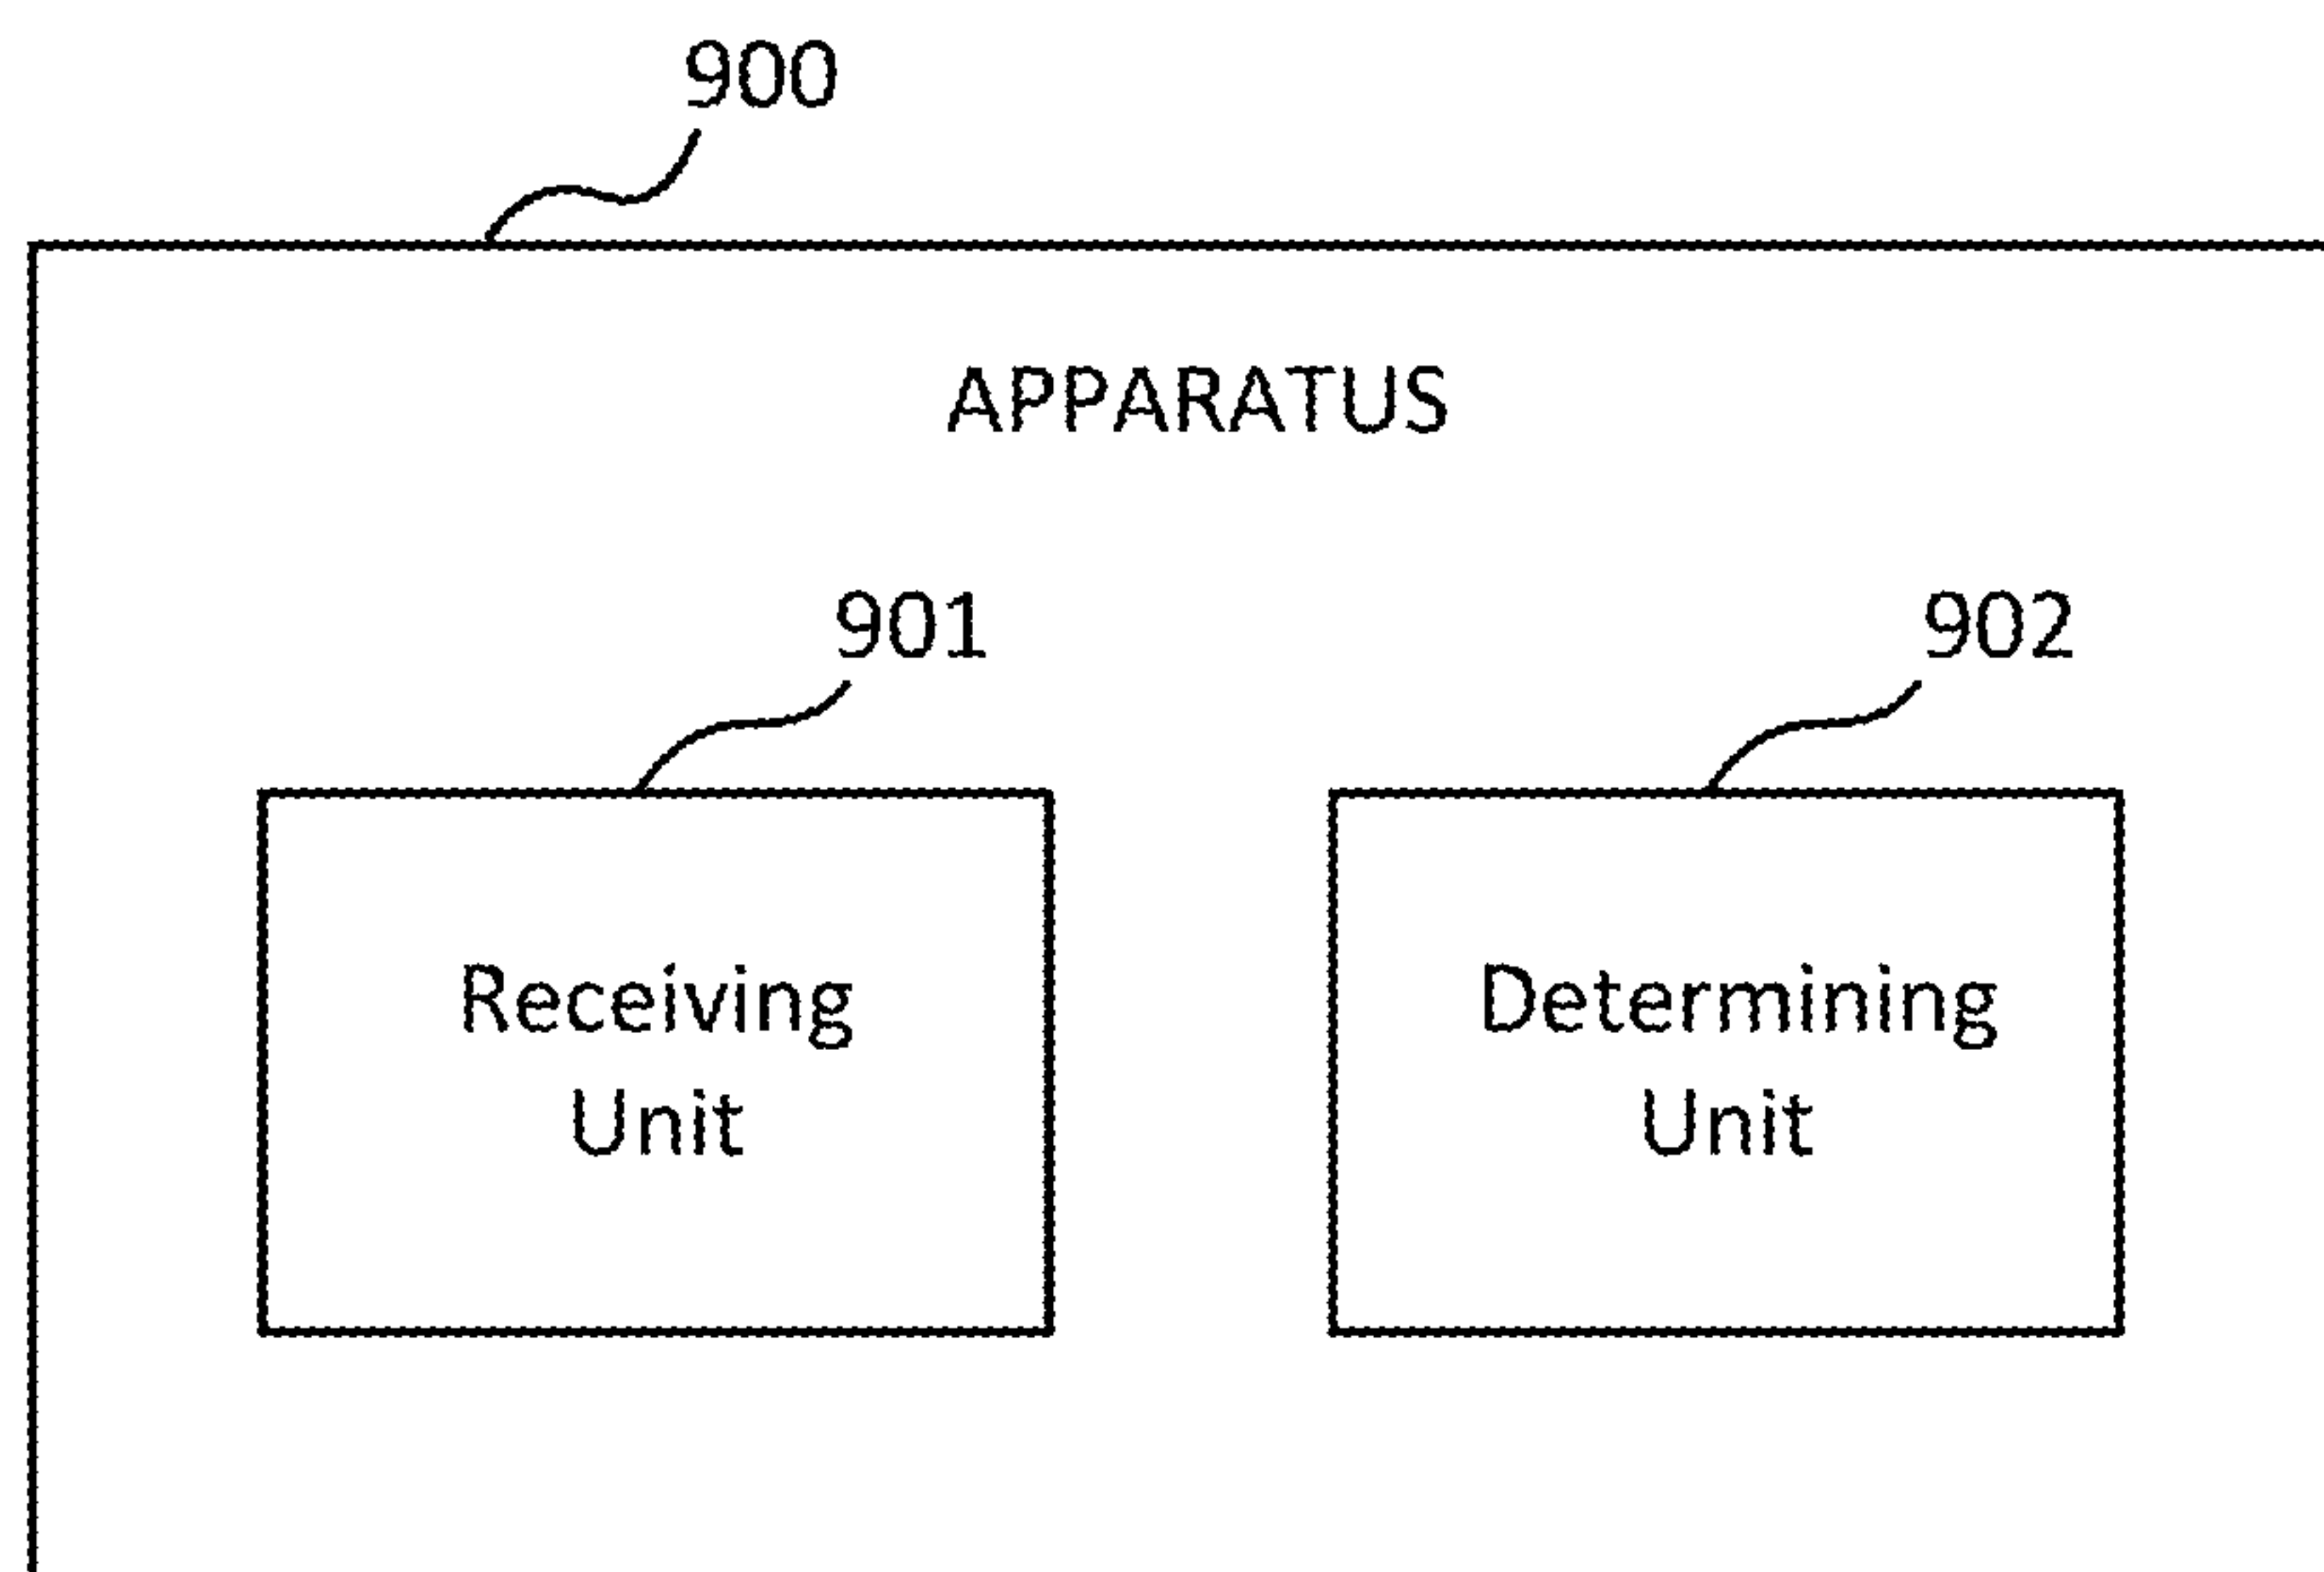 900
APPARATUS
901
902
Receiving
Unit
Determining
Unit